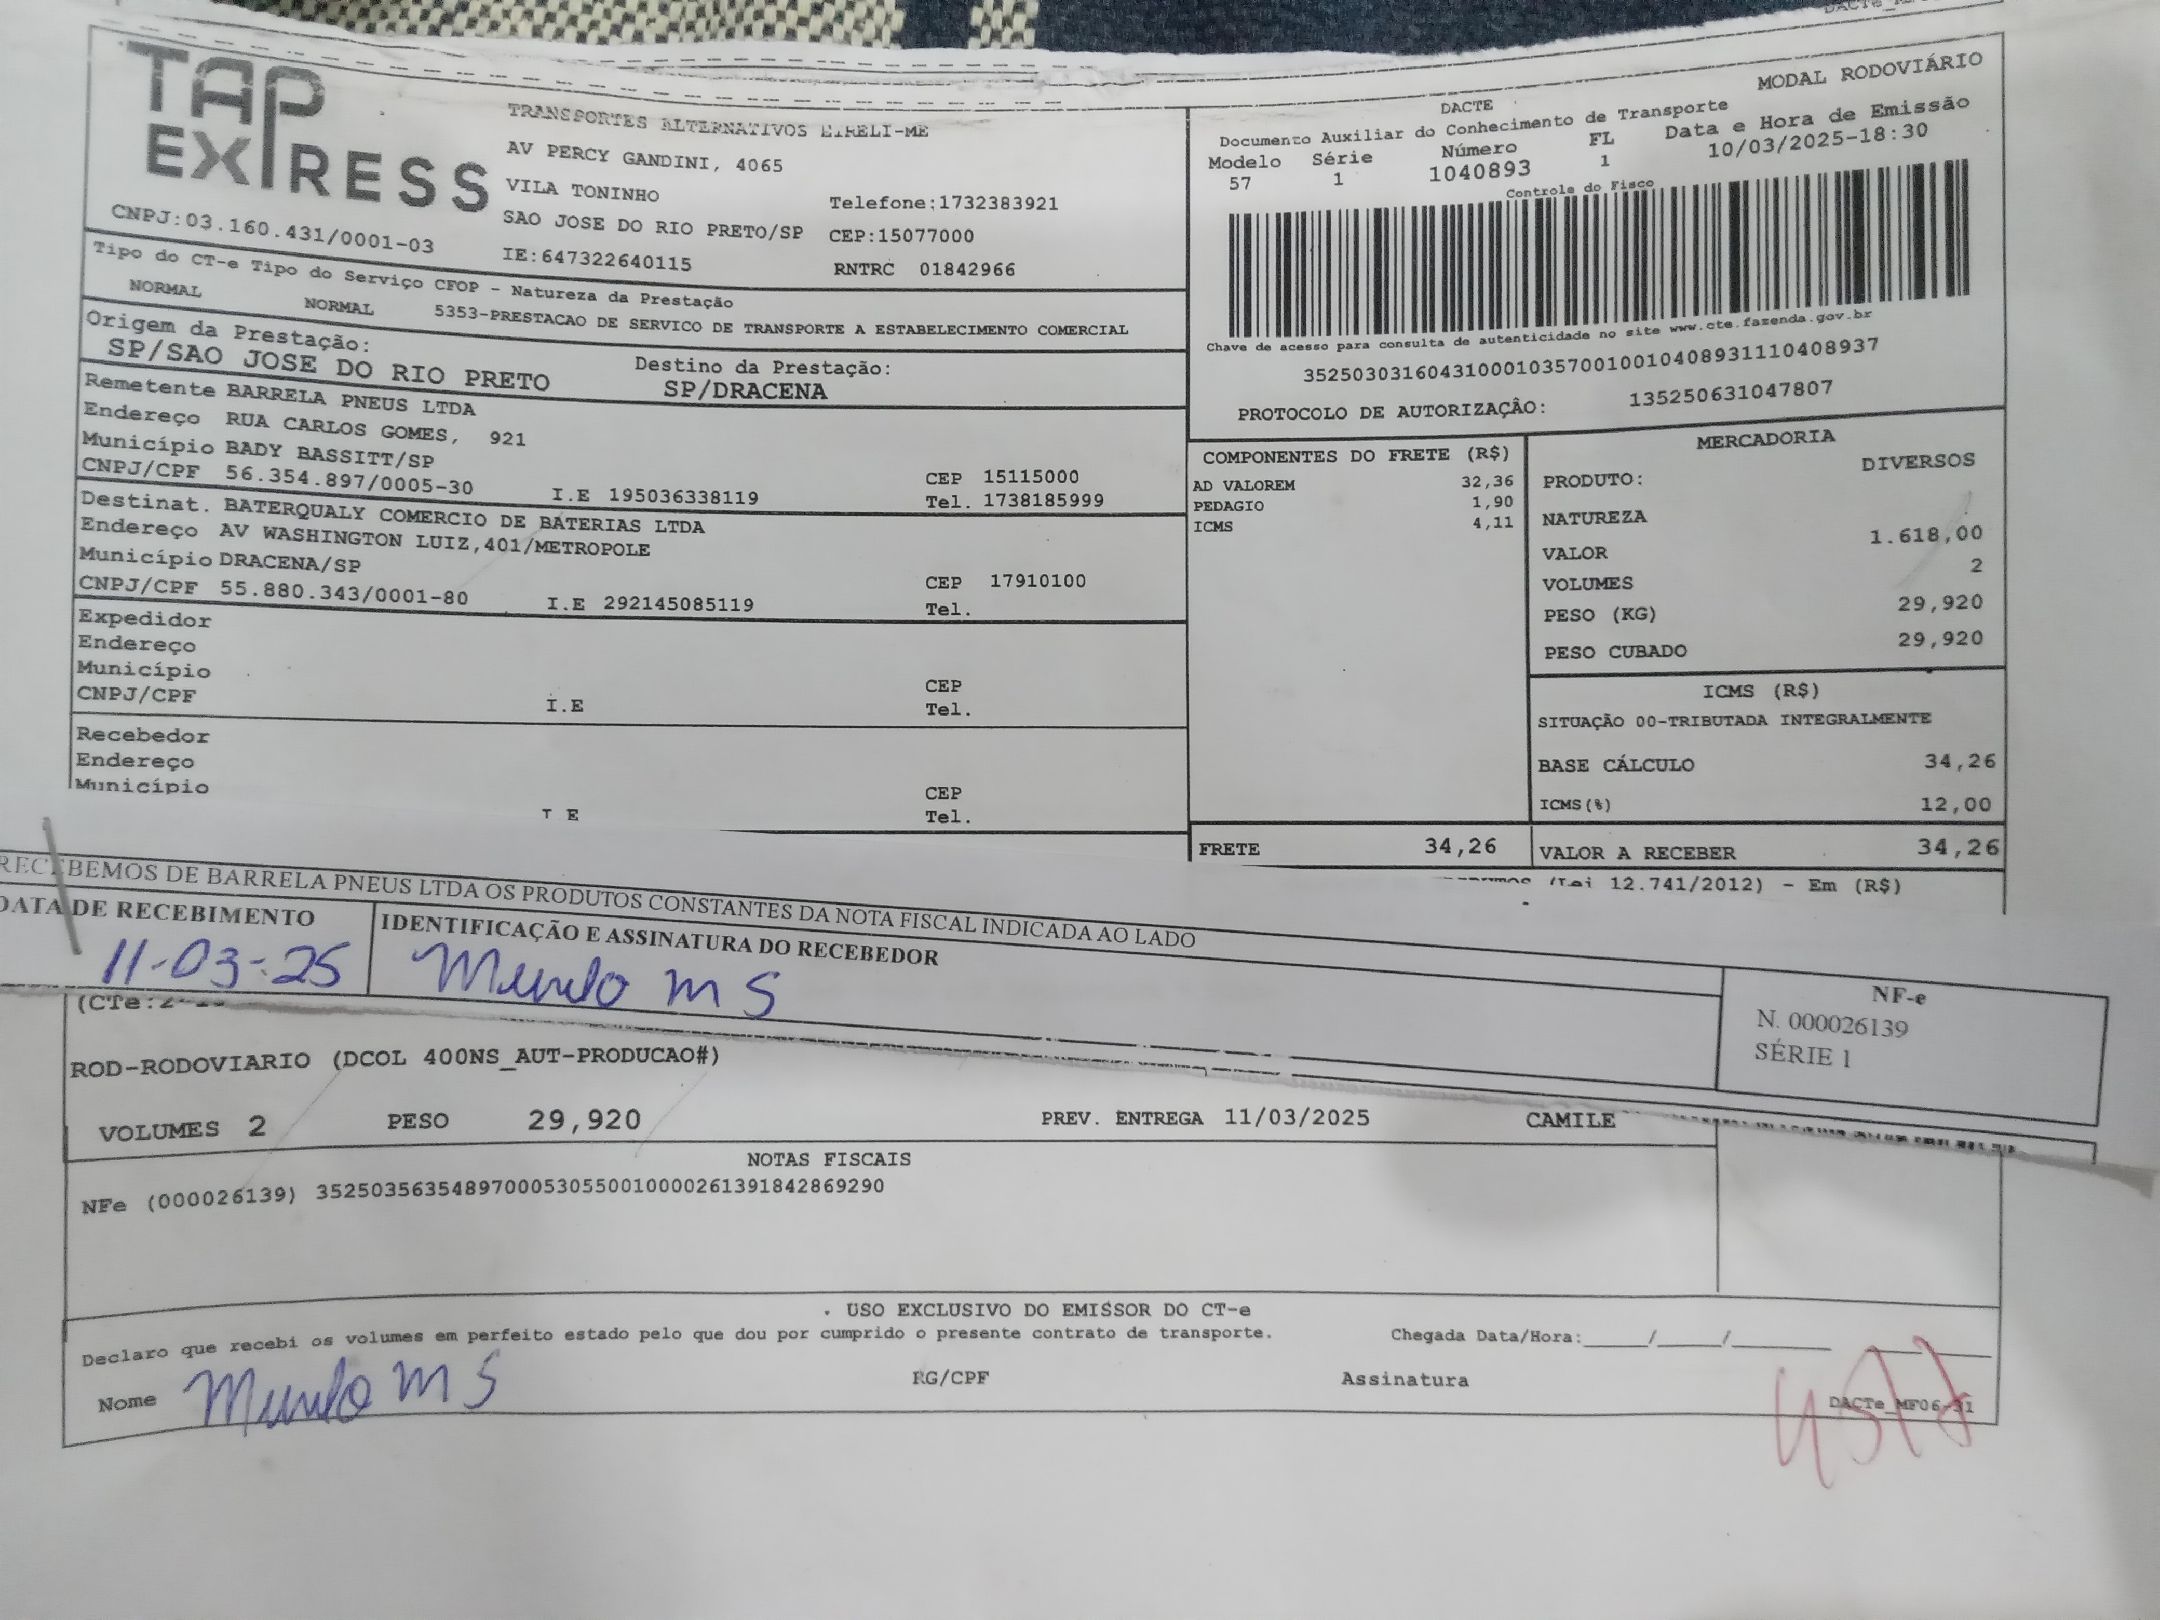 TAP
EXPRESS
CNPJ:03.160.431/0001-03
TRANSPORTES ALTERNATIVOS EIRELI-ME
AV PERCY GANDINI, 4065
VILA TONINHO
Telefone:1732383921
SAO JOSE DO RIO PRETO/SP CEP:15077000
IE:647322640115
RNTRC 01842966
MODAL RODOVIÁRIO
DACTE
Documento Auxiliar do Conhecimento de Transporte
Modelo Série Número FL Data e Hora de Emissão
57 1 1040893 1 10/03/2025-18:30
Controle do Fisco
Chave de acesso para consulta de autenticidade no site www.cte.fazenda.gov.br
35250303160431000103570010010408931110408937
PROTOCOLO DE AUTORIZAÇÃO: 135250631047807
Tipo do CT-e Tipo do Serviço CFOP - Natureza da Prestação
NORMAL NORMAL 5353-PRESTACAO DE SERVICO DE TRANSPORTE A ESTABELECIMENTO COMERCIAL
Origem da Prestação: Destino da Prestação:
SP/SAO JOSE DO RIO PRETO SP/DRACENA
Remetente BARRELA PNEUS LTDA
Endereço RUA CARLOS GOMES, 921
Município BADY BASSITT/SP CEP 15115000
CNPJ/CPF 56.354.897/0005-30 I.E 195036338119 Tel. 1738185999
Destinat. BATERQUALY COMERCIO DE BATERIAS LTDA
Endereço AV WASHINGTON LUIZ,401/METROPOLE
Município DRACENA/SP CEP 17910100
CNPJ/CPF 55.880.343/0001-80 I.E 292145085119 Tel.
Expedidor
Endereço
Município CEP
CNPJ/CPF I.E Tel.
Recebedor
Endereço
Município CEP
I E Tel.
COMPONENTES DO FRETE (R$)
AD VALOREM 32,36
PEDAGIO 1,90
ICMS 4,11
FRETE 34,26
MERCADORIA
PRODUTO: DIVERSOS
NATUREZA
VALOR 1.618,00
VOLUMES 2
PESO (KG) 29,920
PESO CUBADO 29,920
ICMS (R$)
SITUAÇÃO 00-TRIBUTADA INTEGRALMENTE
BASE CÁLCULO 34,26
ICMS(%) 12,00
VALOR A RECEBER 34,26
(Lei 12.741/2012) - Em (R$)
RECEBEMOS DE BARRELA PNEUS LTDA OS PRODUTOS CONSTANTES DA NOTA FISCAL INDICADA AO LADO
DATA DE RECEBIMENTO IDENTIFICAÇÃO E ASSINATURA DO RECEBEDOR
11-03-25 Murilo M S
NF-e
N. 000026139
SÉRIE 1
(CTe:
ROD-RODOVIARIO (DCOL 400NS_AUT-PRODUCAO#)
VOLUMES 2 PESO 29,920 PREV. ENTREGA 11/03/2025 CAMILE
NOTAS FISCAIS
NFe (000026139) 35250356354897000530550010000261391842869290
. USO EXCLUSIVO DO EMISSOR DO CT-e
Declaro que recebi os volumes em perfeito estado pelo que dou por cumprido o presente contrato de transporte. Chegada Data/Hora:_____/_____/________
Nome Murilo M S RG/CPF Assinatura
DACTe_MF06-31